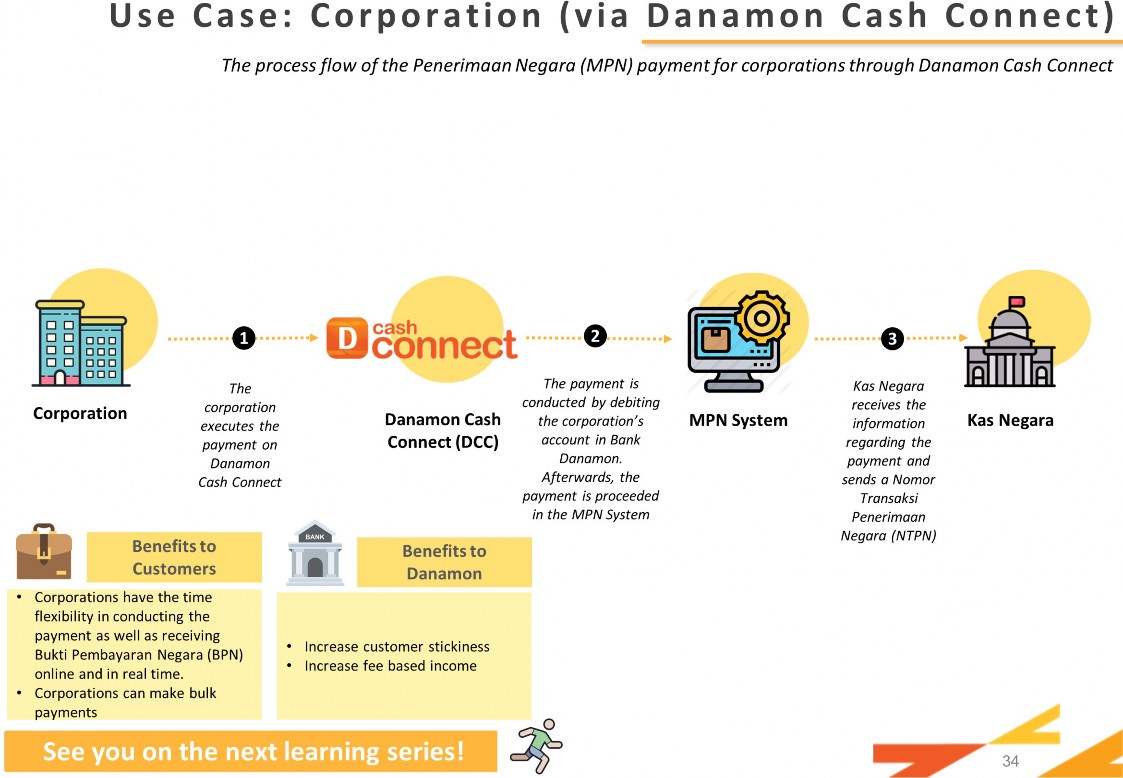 Use Case: Corporation (via Danamon Cash Connect)
The process flow of the Penerimaan Negara (MPN) payment for corporations through Danamon Cash Connect
1
D cash
connect
2
3
Corporation
Danamon Cash
Connect (DCC)
MPN System
Kas Negara
The
corporation
executes the
payment on
Danamon
Cash Connect
The payment is
conducted by debiting
the corporation's
account in Bank
Danamon.
Afterwards, the
payment is proceeded
in the MPN System
Kas Negara
receives the
information
regarding the
payment and
sends a Nomor
Transaksi
Penerimaan
Negara (NTPN)
Benefits to
Customers
• Corporations have the time
flexibility in conducting the
payment as well as receiving
Bukti Pembayaran Negara (BPN)
online and in real time.
• Corporations can make bulk
payments
BANK
Benefits to
Danamon
• Increase customer stickiness
• Increase fee based income
See you on the next learning series!
34